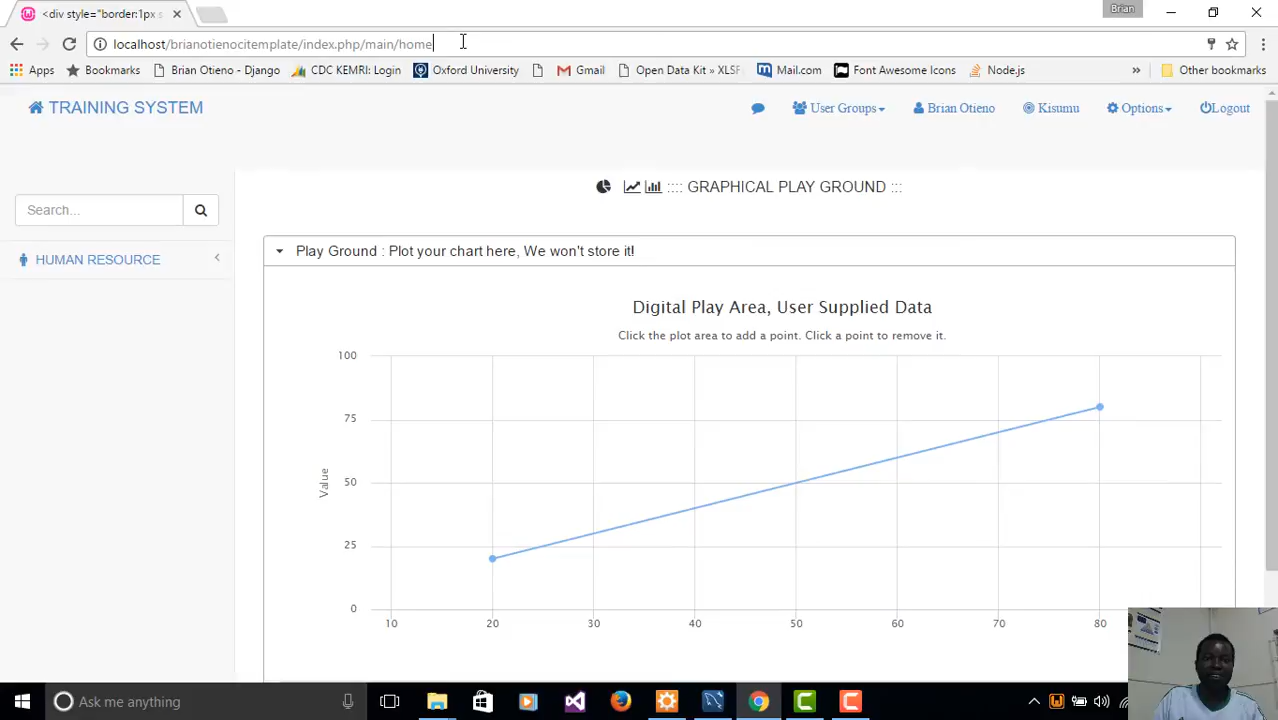 <div style="border:1px s
Brian
localhost/brianotienocitemplate/index.php/main/home
Apps Bookmarks Brian Otieno - Django CDC KEMRI: Login Oxford University Gmail Open Data Kit » XLSF Mail.com Font Awesome Icons Node.js » Other bookmarks
TRAINING SYSTEM User Groups Brian Otieno Kisumu Options Logout
:::: GRAPHICAL PLAY GROUND :::
Search...
HUMAN RESOURCE
Play Ground : Plot your chart here, We won't store it!
Digital Play Area, User Supplied Data
Click the plot area to add a point. Click a point to remove it.
100
75
50
25
0
Value
10 20 30 40 50 60 70 80
Ask me anything